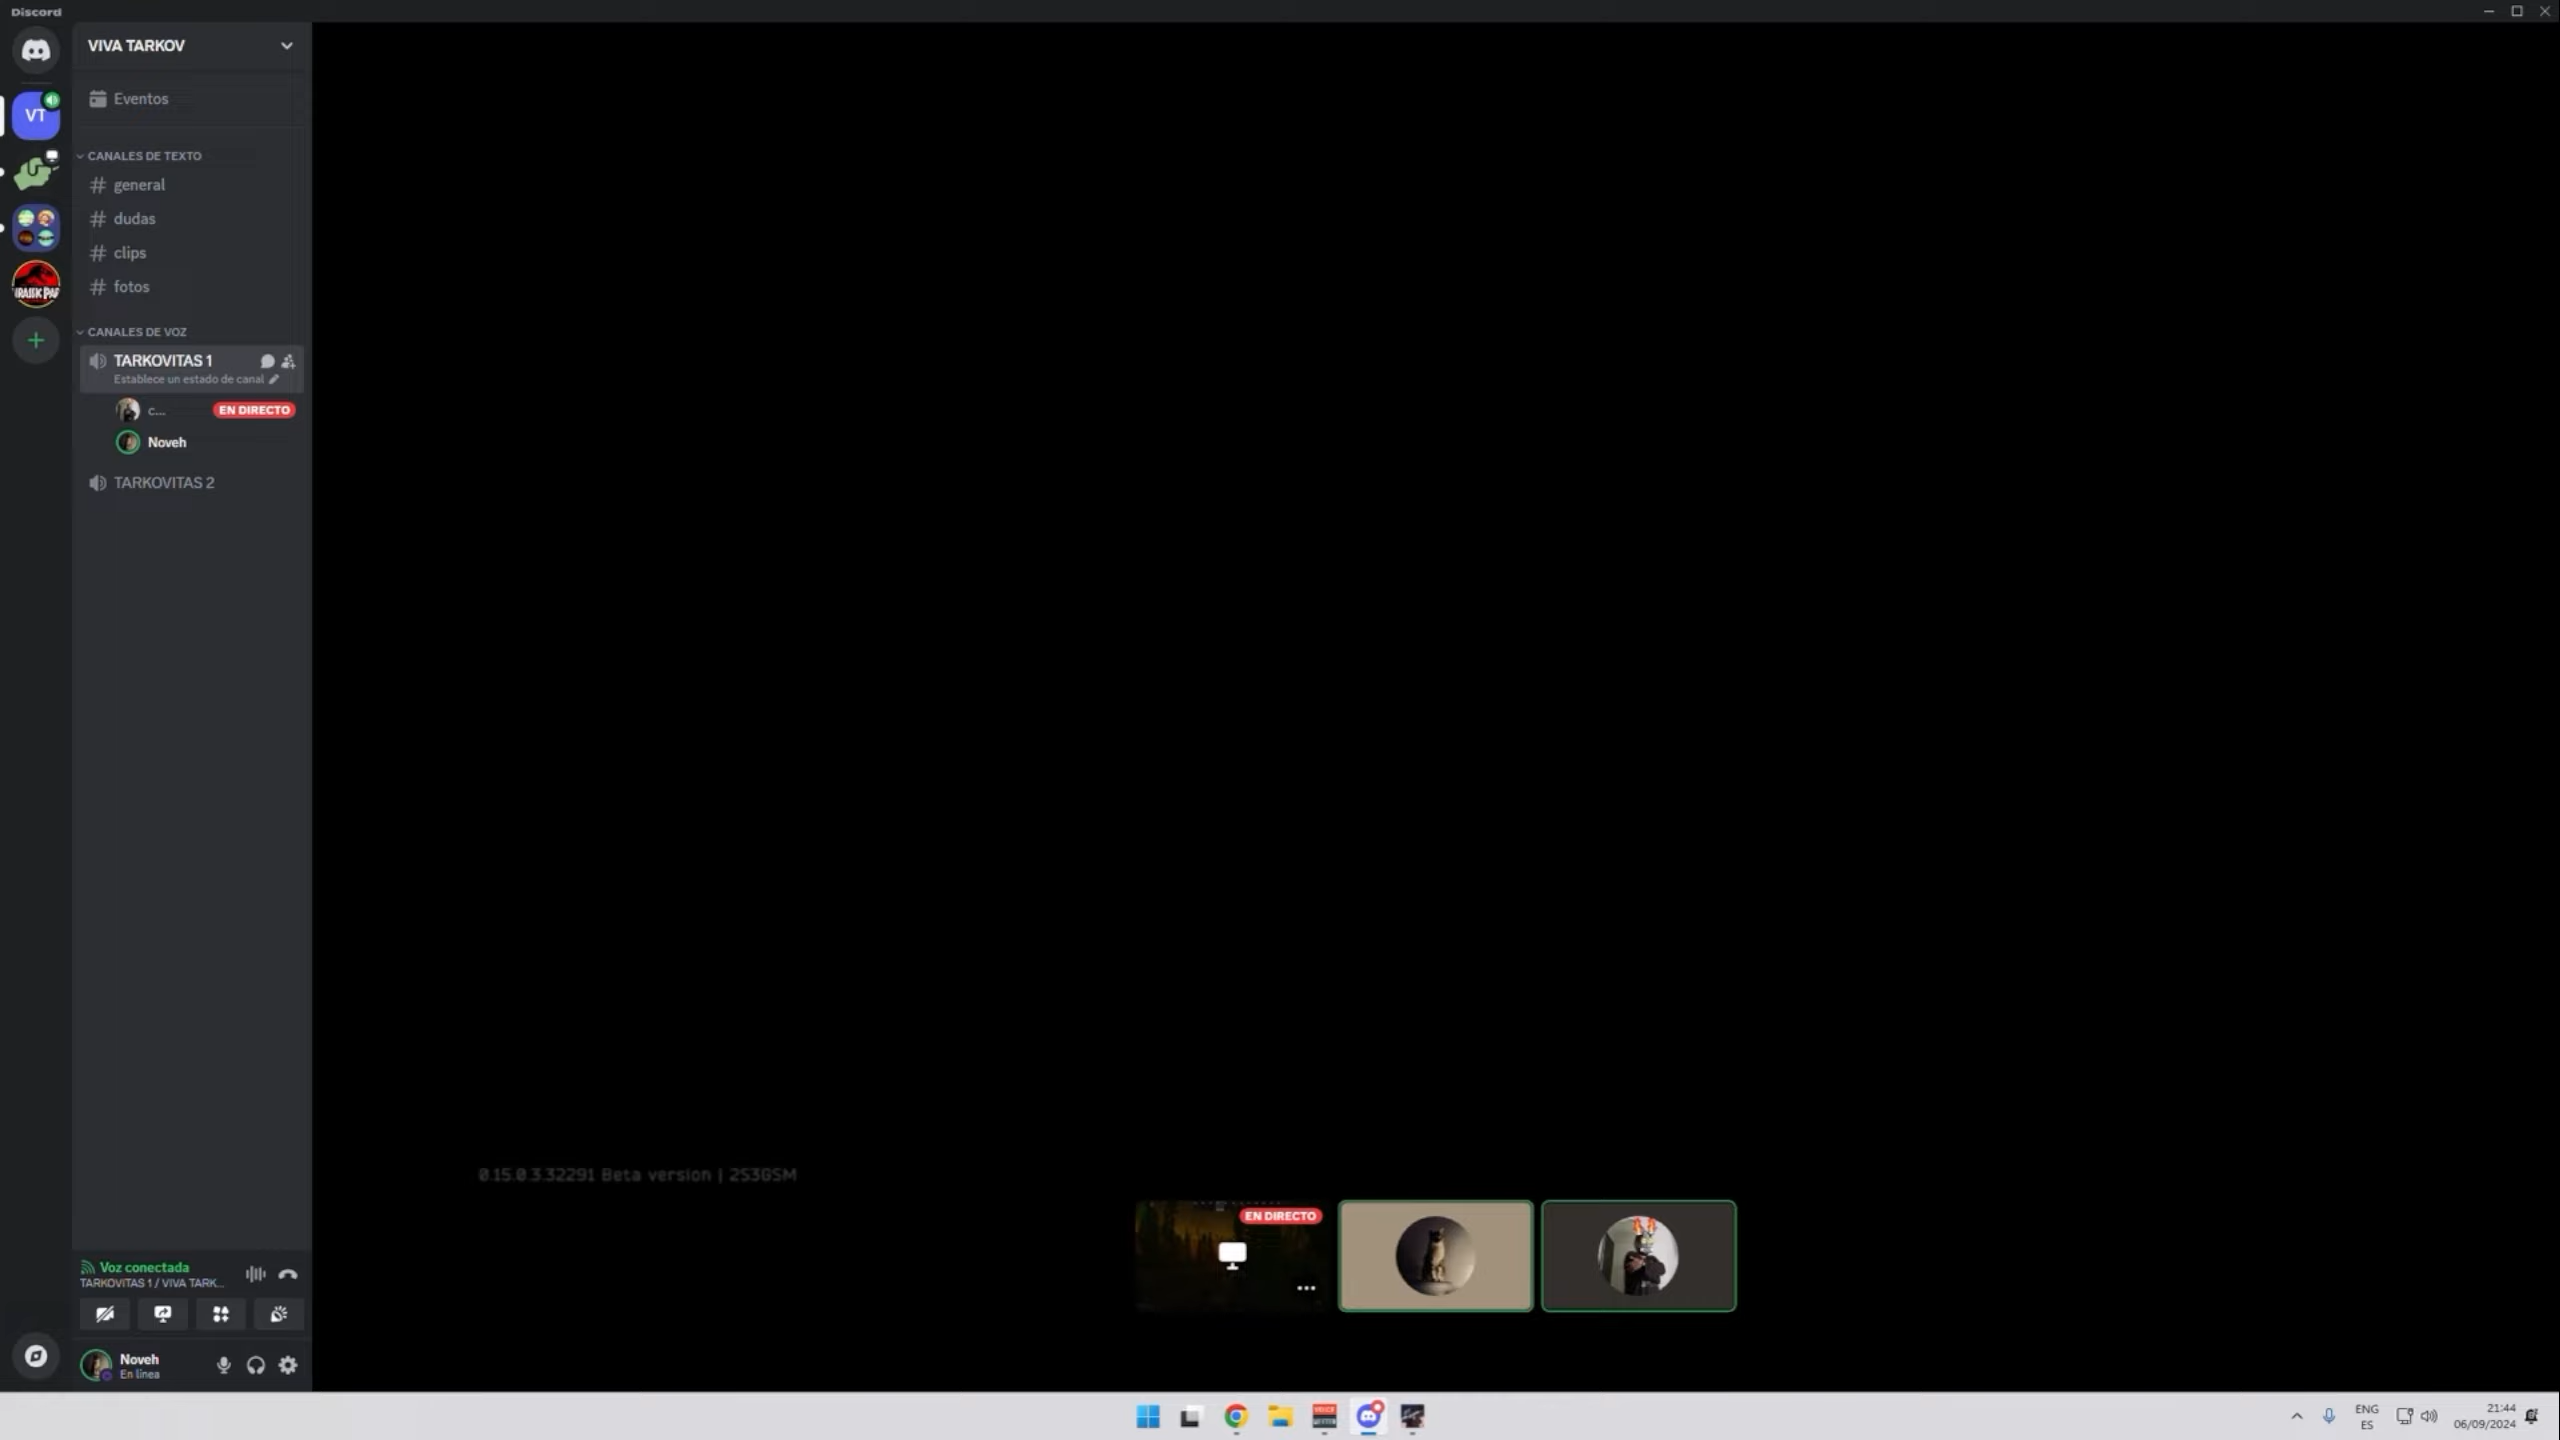 Discord
VIVA TARKOV
Eventos
VT
CANALES DE TEXTO
# general
# dudas
# clips
# fotos
CANALES DE VOZ
TARKOVITAS 1
Establece un estado de canal
c... EN DIRECTO
Noveh
TARKOVITAS 2
0.15.0.3.32291 Beta version | 2S3GSM
EN DIRECTO
Voz conectada
TARKOVITAS 1 / VIVA TARK...
Noveh
En línea
ENG
ES
21:44
06/09/2024